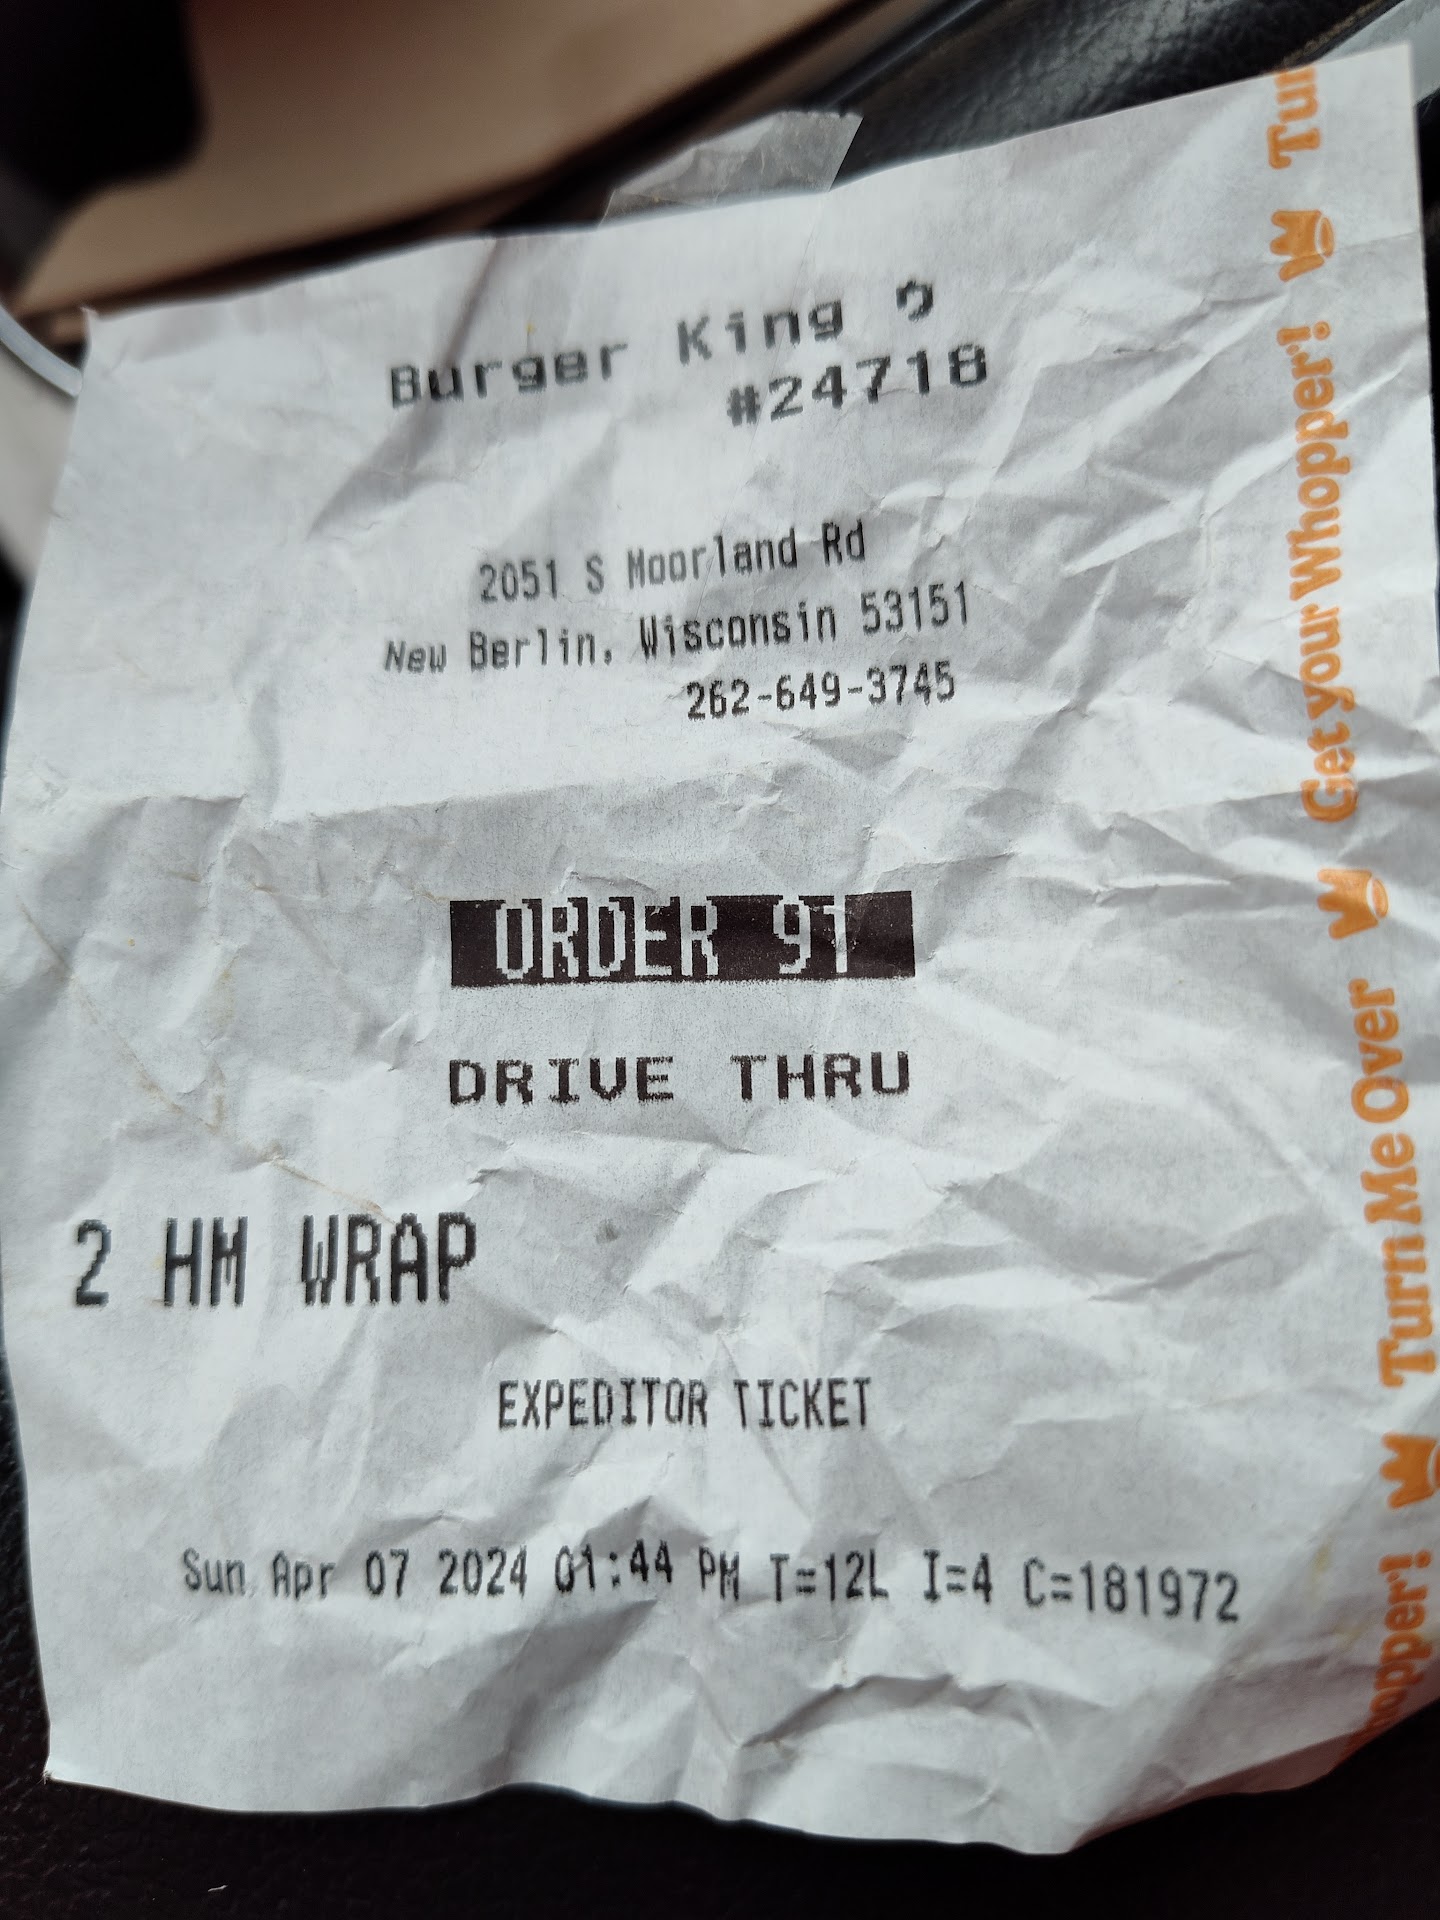 Burger King
#24718
2051 S Moorland Rd
New Berlin, Wisconsin 53151
262-649-3745
ORDER 91
DRIVE THRU
2 HM WRAP
EXPEDITOR TICKET
Sun Apr 07 2024 01:44 PM T=12L I=4 C=181972
hopper! Turn Me Over Get your Whopper! Tur